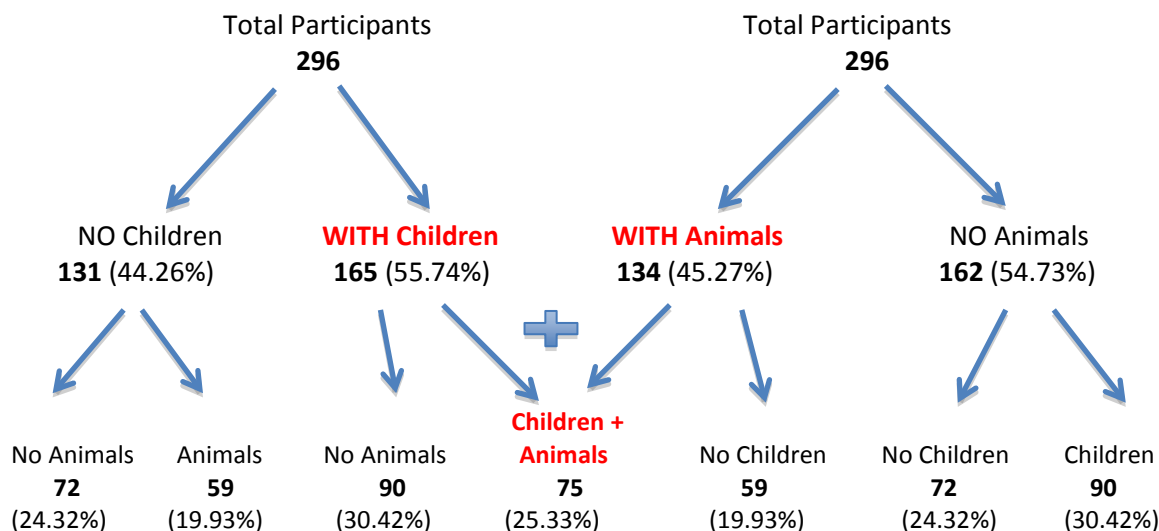 Total Participants
296
Total Participants
296
NO Children
131 (44.26%)
WITH Children
165 (55.74%)
WITH Animals
134 (45.27%)
NO Animals
162 (54.73%)
No Animals
72
(24.32%)
Animals
59
(19.93%)
No Animals
90
(30.42%)
Children +
Animals
75
(25.33%)
No Children
59
(19.93%)
No Children
72
(24.32%)
Children
90
(30.42%)